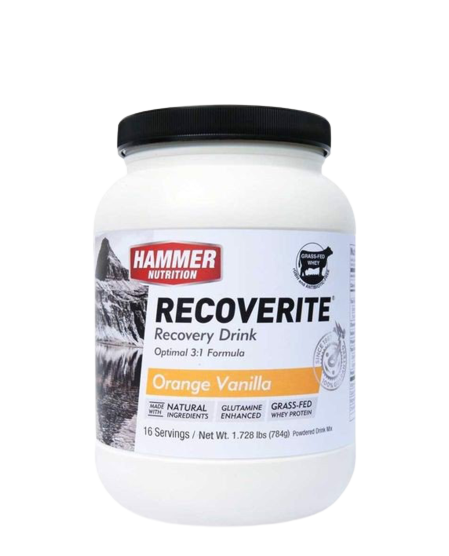 HAMMER
NUTRITION
GRASS-FED
WHEY
RECOVERITE®
Recovery Drink
Optimal 3:1 Formula
Orange Vanilla
MADE WITH NATURAL INGREDIENTS
GLUTAMINE ENHANCED
GRASS-FED WHEY PROTEIN
16 Servings / Net Wt. 1.728 lbs (784g) Powdered Drink Mix